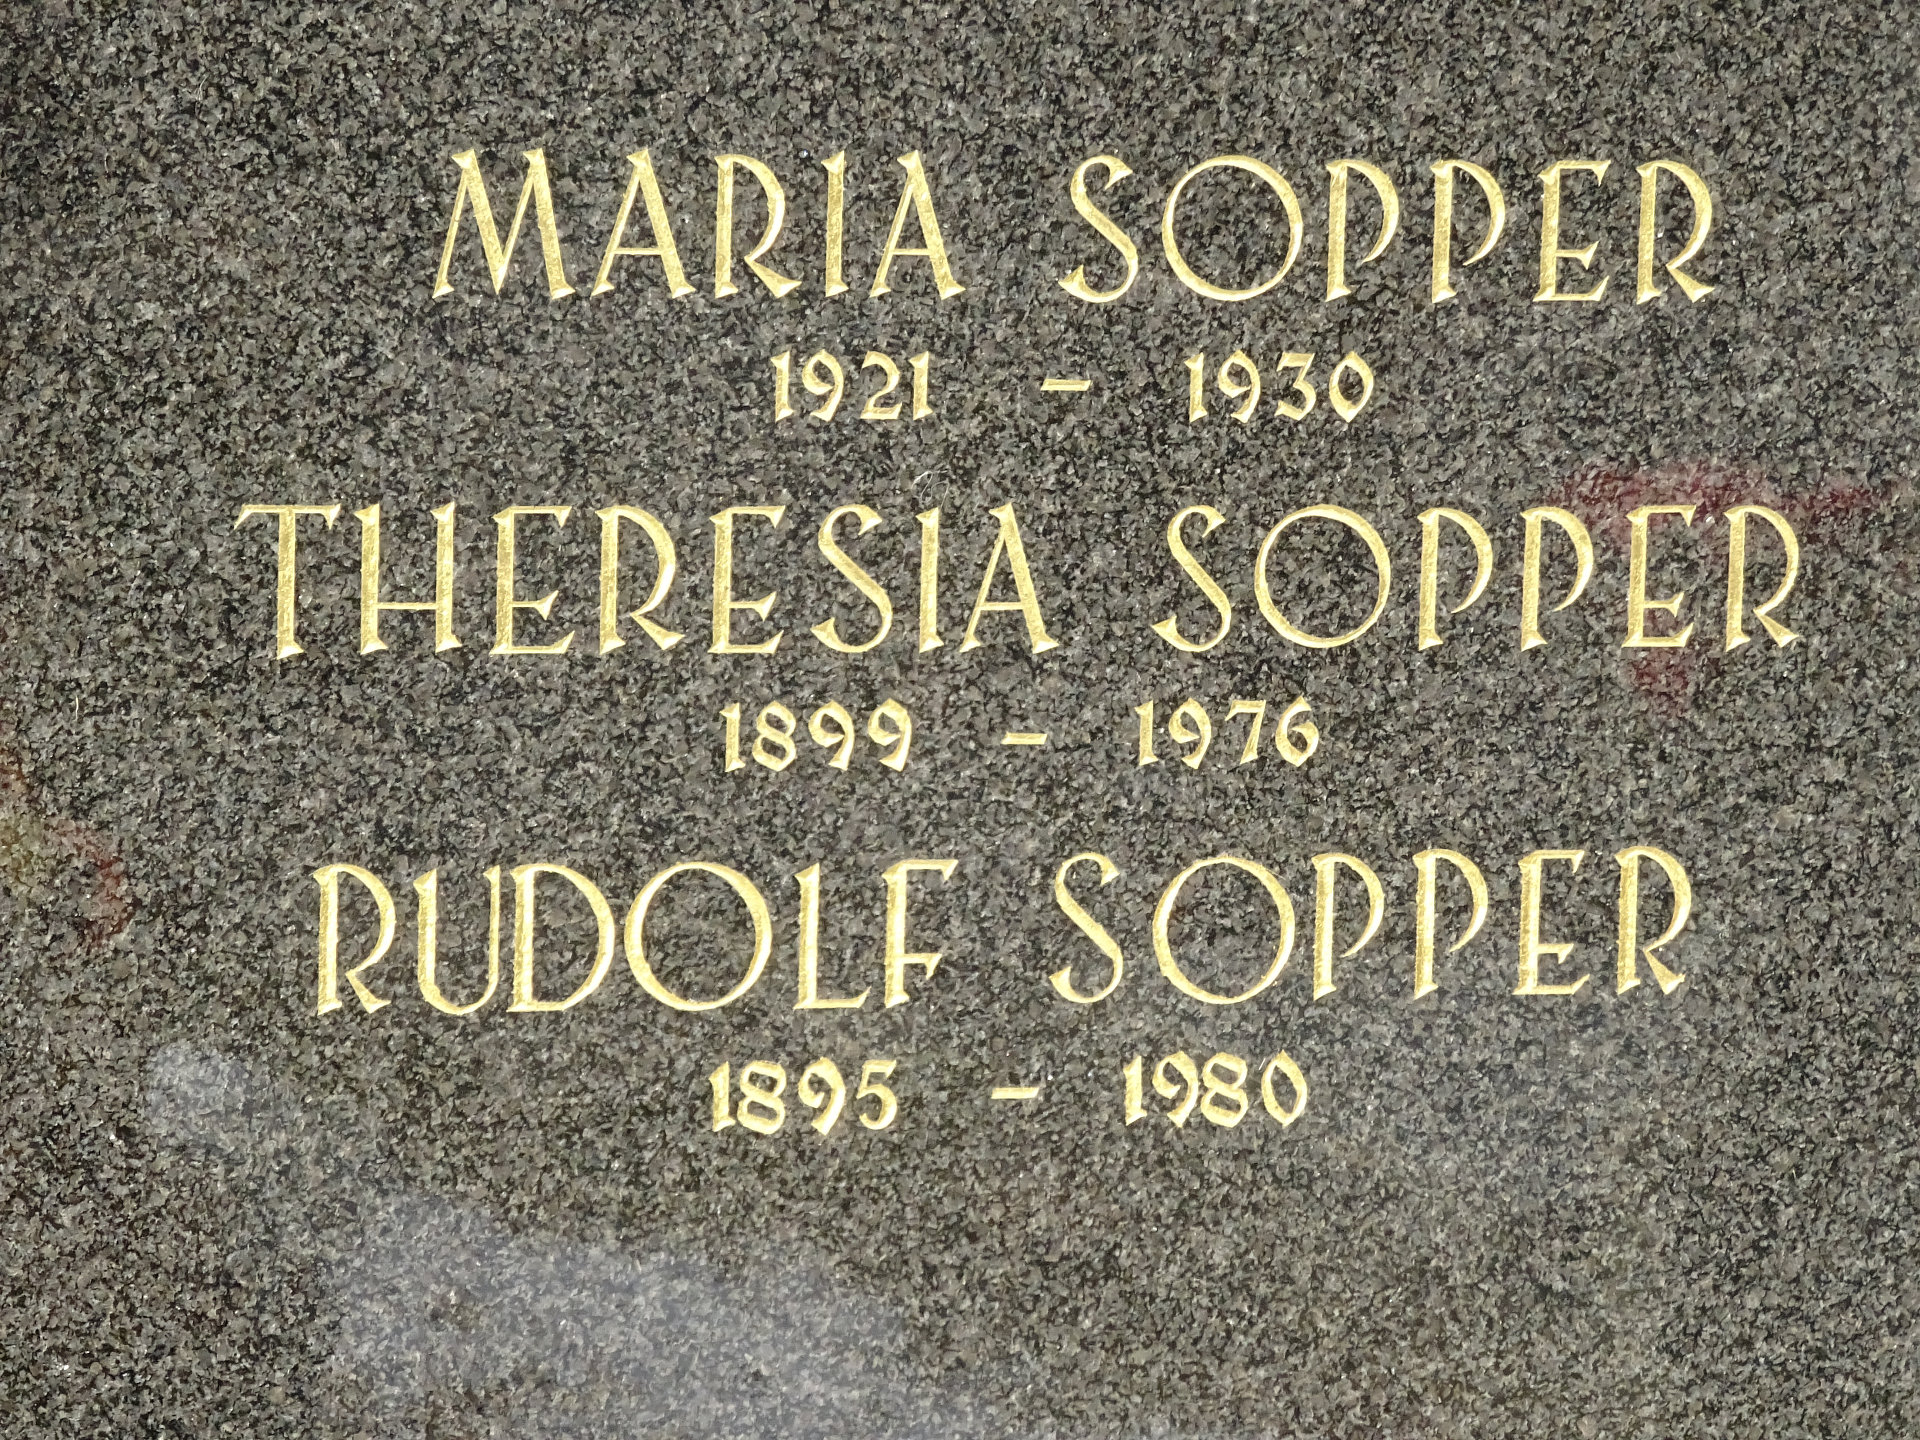 MARIA SOPPER
1921 - 1930
THERESIA SOPPER
1899 - 1976
RUDOLF SOPPER
1895 - 1980